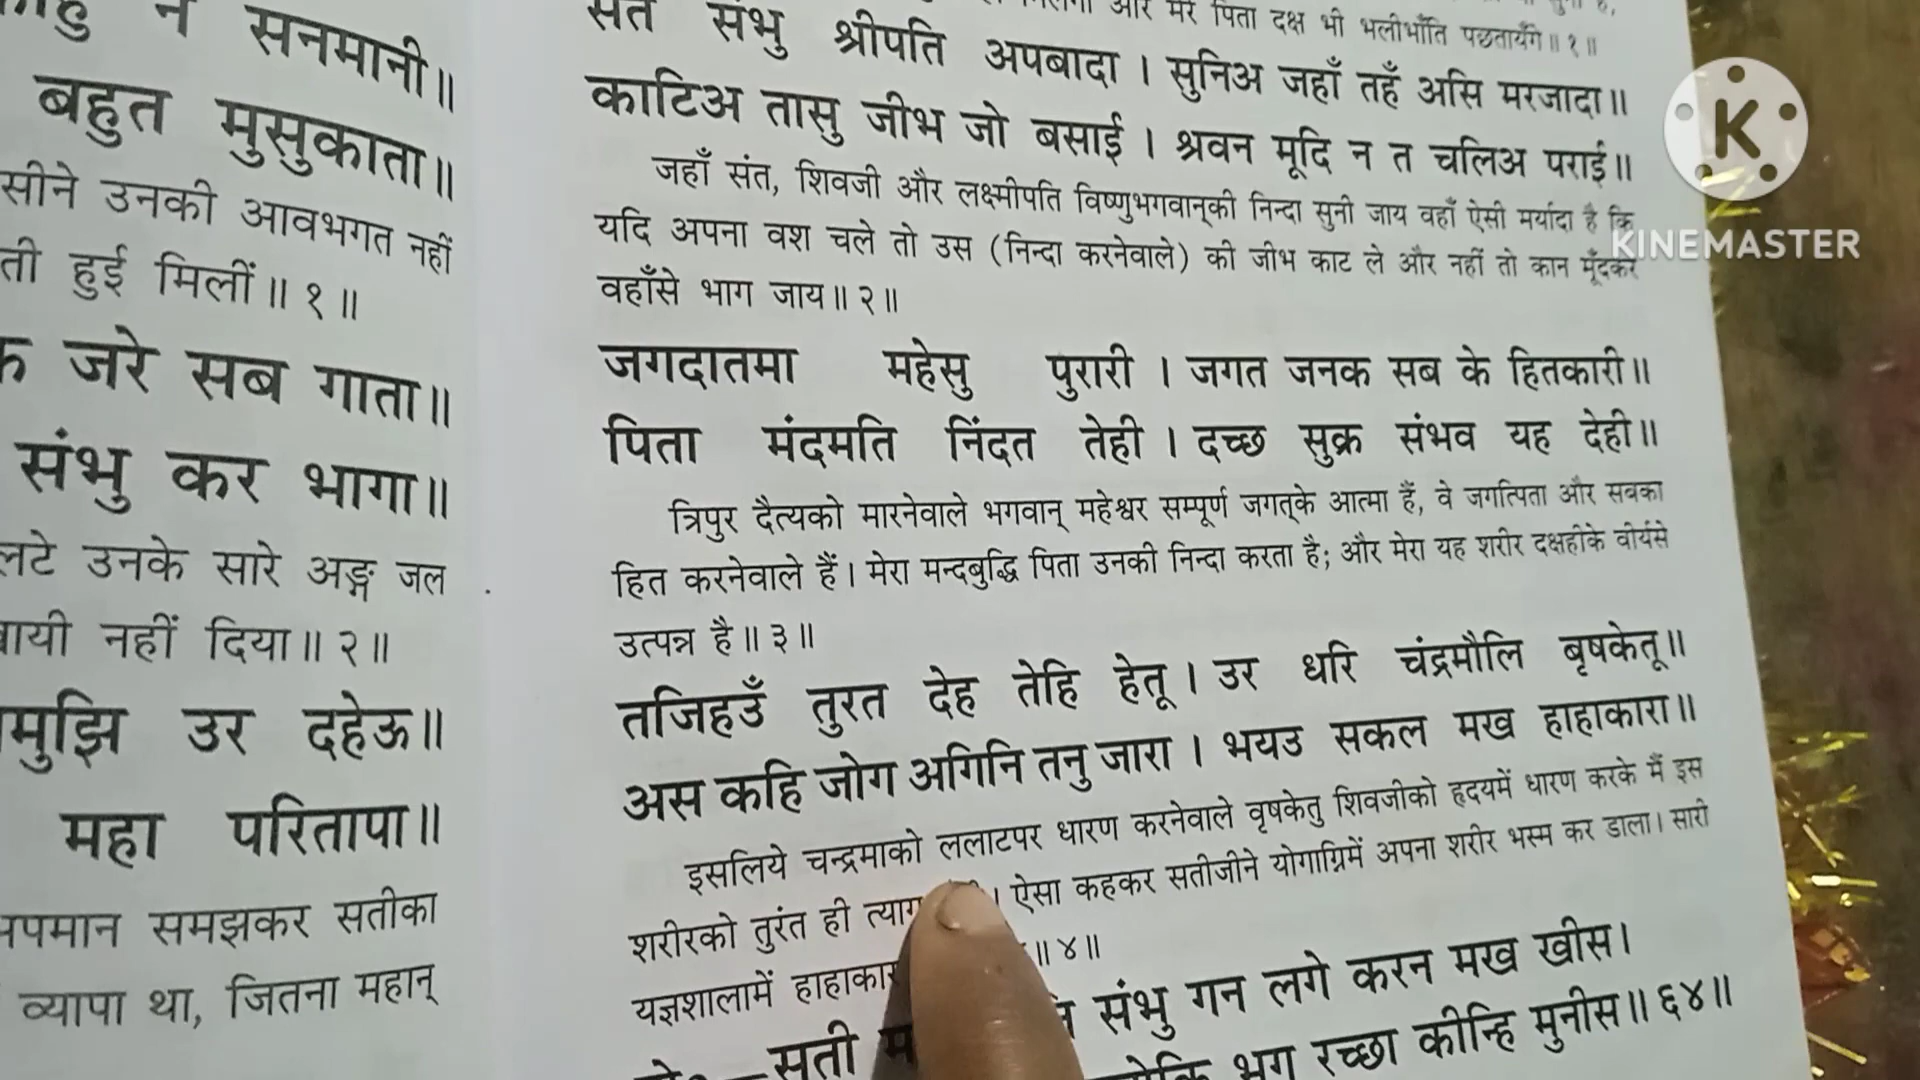 न सनमानी॥
बहुत मुसुकाता॥
सीने उनकी आवभगत नहीं
ती हुई मिलीं॥ १॥
जरे सब गाता॥
संभु कर भागा॥
उनके सारे अङ्ग जल
नहीं दिया॥ २॥
उर दहेऊ॥
महा परितापा॥
समझकर सतीका
व्यापा था, जितना महान्
और मेरे पिता दक्ष भी भलीभाँति पछतायँगे॥ १॥
संत संभु श्रीपति अपबादा। सुनिअ जहाँ तहँ असि मरजादा॥
काटिअ तासु जीभ जो बसाई। श्रवन मूदि न त चलिअ पराई॥
जहाँ संत, शिवजी और लक्ष्मीपति विष्णुभगवान्‌की निन्दा सुनी जाय वहाँ ऐसी मर्यादा है कि
यदि अपना वश चले तो उस (निन्दा करनेवाले) की जीभ काट ले और नहीं तो कान मूँदकर
वहाँसे भाग जाय॥ २॥
जगदातमा महेसु पुरारी। जगत जनक सब के हितकारी॥
पिता मंदमति निंदत तेही। दच्छ सुक्र संभव यह देही॥
त्रिपुर दैत्यको मारनेवाले भगवान् महेश्वर सम्पूर्ण जगत्‌के आत्मा हैं, वे जगत्पिता और सबका
हित करनेवाले हैं। मेरा मन्दबुद्धि पिता उनकी निन्दा करता है; और मेरा यह शरीर दक्षहीके वीर्यसे
उत्पन्न है॥ ३॥
तजिहउँ तुरत देह तेहि हेतू। उर धरि चंद्रमौलि बृषकेतू॥
अस कहि जोग अगिनि तनु जारा। भयउ सकल मख हाहाकारा॥
इसलिये चन्द्रमाको ललाटपर धारण करनेवाले वृषकेतु शिवजीको हृदयमें धारण करके मैं इस
शरीरको तुरंत ही त्याग । ऐसा कहकर सतीजीने योगाग्निमें अपना शरीर भस्म कर डाला। सारी
यज्ञशालामें हाहाकार ॥ ४॥
सती संभु गन लगे करन मख खीस।
भृगु रच्छा कीन्हि मुनीस॥ ६४॥
K
KINEMASTER